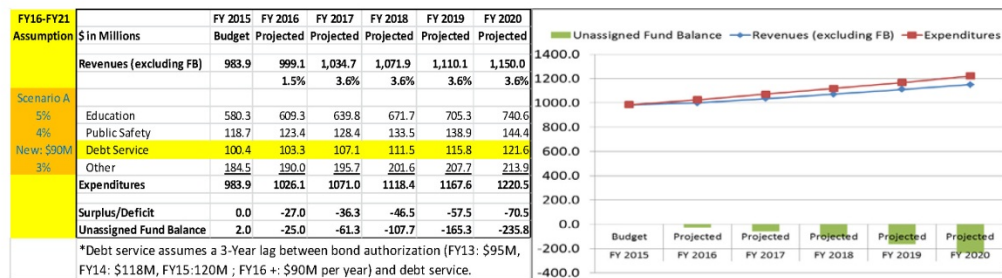 FY16-FY21 FY 2015 FY 2016 FY 2017 FY 2018 FY 2019 FY 2020
Assumption $ in Millions Budget Projected Projected Projected Projected Projected
Revenues (excluding FB) 983.9 999.1 1,034.7 1,071.9 1,110.1 1,150.0
1.5% 3.6% 3.6% 3.6% 3.6%
Scenario A
5% Education 580.3 609.3 639.8 671.7 705.3 740.6
4% Public Safety 118.7 123.4 128.4 133.5 138.9 144.4
New: $90M Debt Service 100.4 103.3 107.1 111.5 115.8 121.6
3% Other 184.5 190.0 195.7 201.6 207.7 213.9
Expenditures 983.9 1026.1 1071.0 1118.4 1167.6 1220.5
Surplus/Deficit 0.0 -27.0 -36.3 -46.5 -57.5 -70.5
Unassigned Fund Balance 2.0 -25.0 -61.3 -107.7 -165.3 -235.8
*Debt service assumes a 3-Year lag between bond authorization (FY13: $95M,
FY14: $118M, FY15:120M ; FY16 +: $90M per year) and debt service.
Unassigned Fund Balance Revenues (excluding FB) Expenditures
1400.0
1200.0
1000.0
800.0
600.0
400.0
200.0
0.0
-200.0
-400.0
Budget Projected Projected Projected Projected Projected
FY 2015 FY 2016 FY 2017 FY 2018 FY 2019 FY 2020